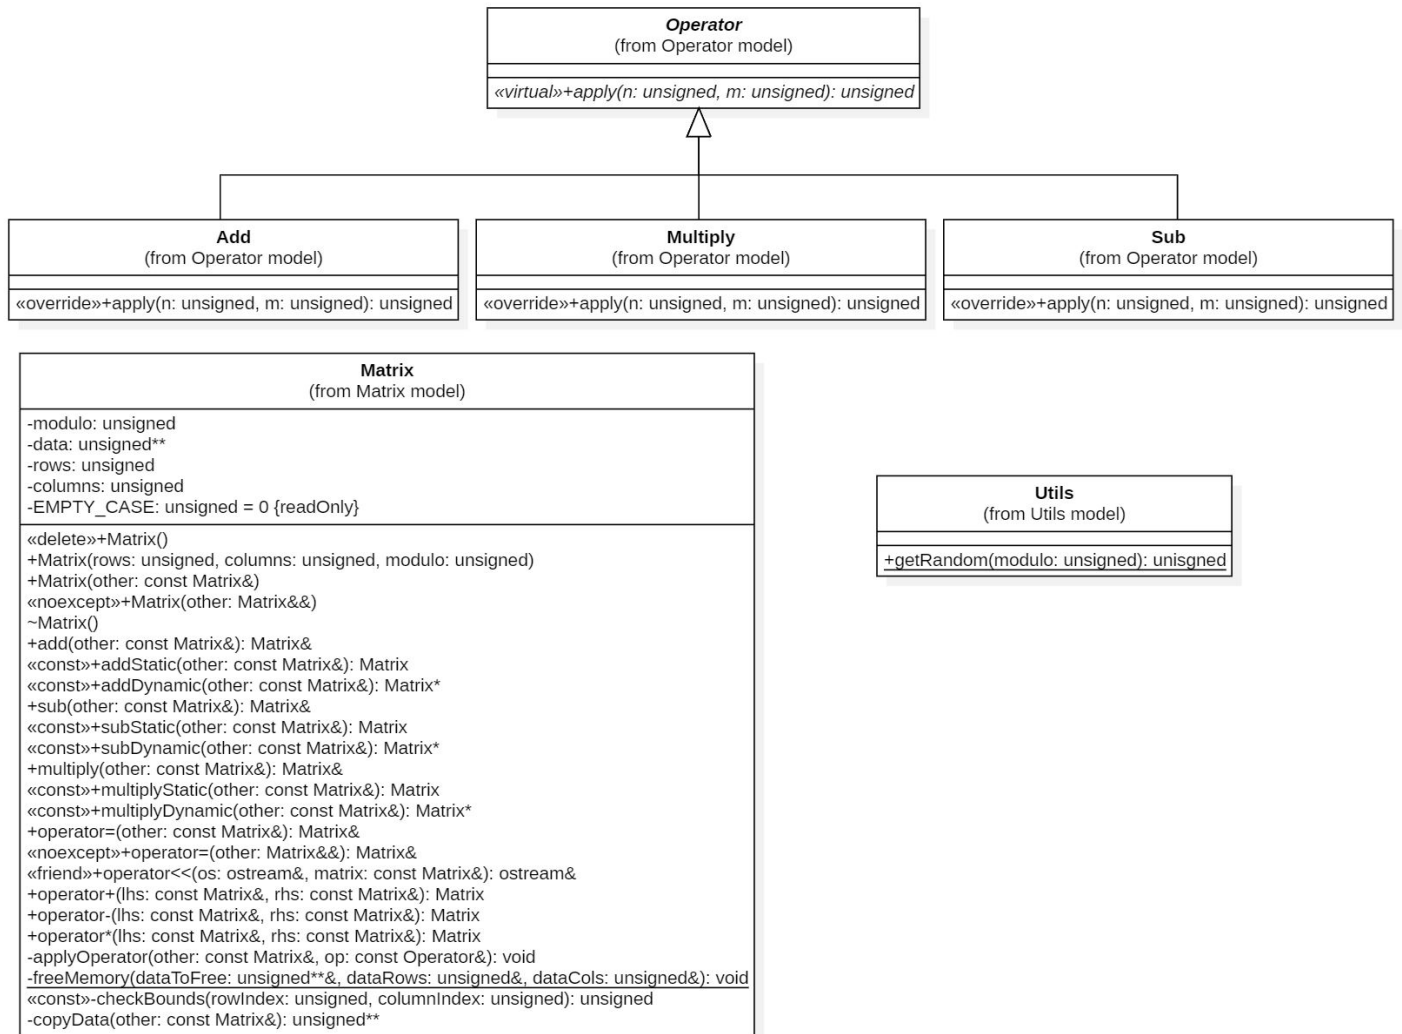 Operator
(from Operator model)
«virtual»+apply(n: unsigned, m: unsigned): unsigned
Add
(from Operator model)
«override»+apply(n: unsigned, m: unsigned): unsigned
Multiply
(from Operator model)
«override»+apply(n: unsigned, m: unsigned): unsigned
Sub
(from Operator model)
«override»+apply(n: unsigned, m: unsigned): unsigned
Matrix
(from Matrix model)
-modulo: unsigned
-data: unsigned**
-rows: unsigned
-columns: unsigned
-EMPTY_CASE: unsigned = 0 {readOnly}
«delete»+Matrix()
+Matrix(rows: unsigned, columns: unsigned, modulo: unsigned)
+Matrix(other: const Matrix&)
«noexcept»+Matrix(other: Matrix&&)
~Matrix()
+add(other: const Matrix&): Matrix&
«const»+addStatic(other: const Matrix&): Matrix
«const»+addDynamic(other: const Matrix&): Matrix*
+sub(other: const Matrix&): Matrix&
«const»+subStatic(other: const Matrix&): Matrix
«const»+subDynamic(other: const Matrix&): Matrix*
+multiply(other: const Matrix&): Matrix&
«const»+multiplyStatic(other: const Matrix&): Matrix
«const»+multiplyDynamic(other: const Matrix&): Matrix*
+operator=(other: const Matrix&): Matrix&
«noexcept»+operator=(other: Matrix&&): Matrix&
«friend»+operator<<(os: ostream&, matrix: const Matrix&): ostream&
+operator+(lhs: const Matrix&, rhs: const Matrix&): Matrix
+operator-(lhs: const Matrix&, rhs: const Matrix&): Matrix
+operator*(lhs: const Matrix&, rhs: const Matrix&): Matrix
-applyOperator(other: const Matrix&, op: const Operator&): void
-freeMemory(dataToFree: unsigned**&, dataRows: unsigned&, dataCols: unsigned&): void
«const»-checkBounds(rowIndex: unsigned, columnIndex: unsigned): unsigned
-copyData(other: const Matrix&): unsigned**
Utils
(from Utils model)
+getRandom(modulo: unsigned): unisgned